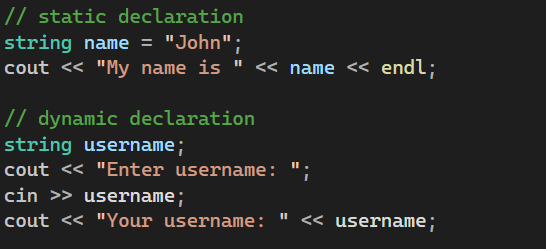 // static declaration
string name = "John";
cout << "My name is " << name << endl;
// dynamic declaration
string username;
cout << "Enter username: ";
cin >> username;
cout << "Your username: " << username;